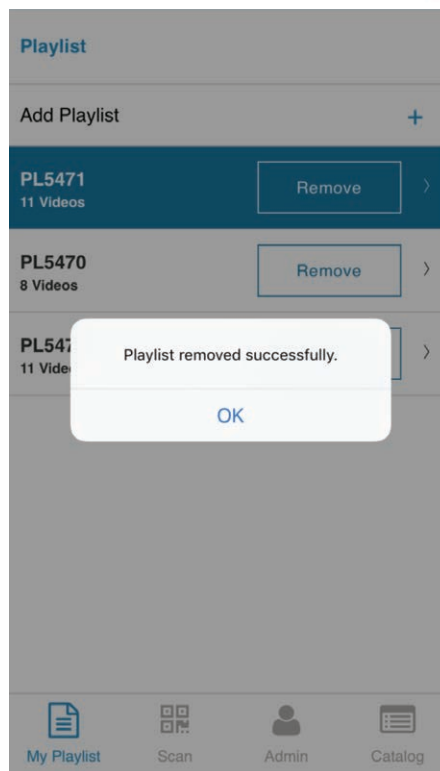 Playlist
Add Playlist +
PL5471
11 Videos
Remove
PL5470
8 Videos
Remove
Playlist removed successfully.
OK
My Playlist
Scan
Admin
Catalog